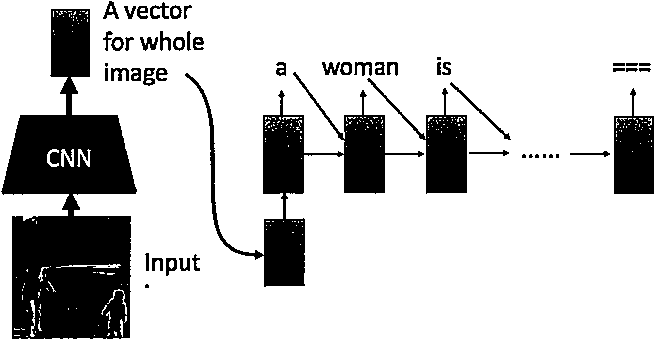 A vector
for whole
image
a woman is ===
CNN
......
Input
.